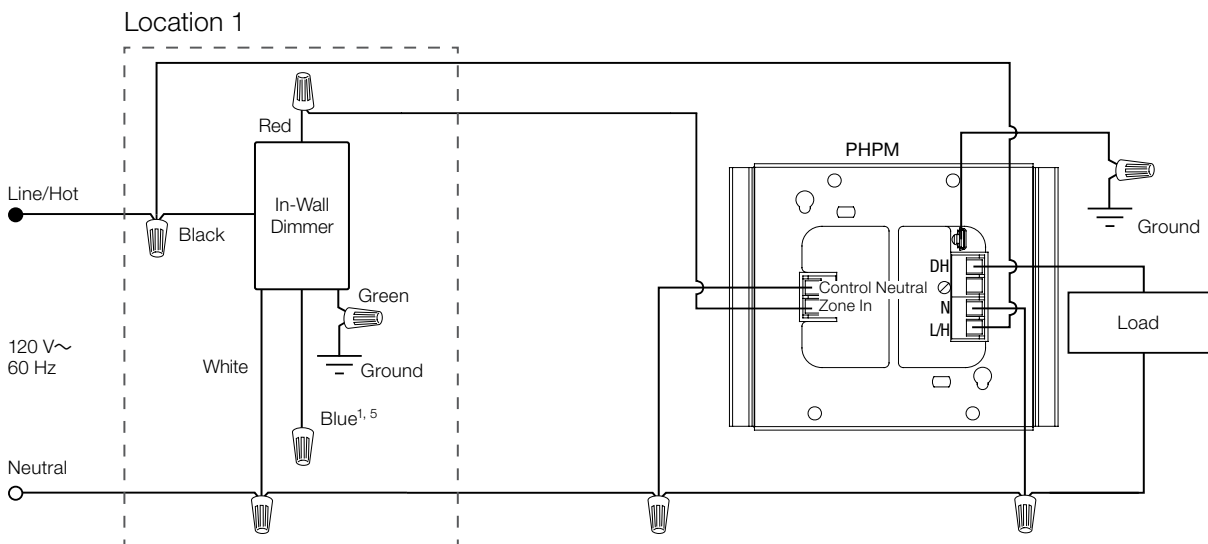 Location 1
Red
PHPM
Line/Hot
In-Wall
Dimmer
Black
Ground
DH
Control Neutral
Zone In
N
L/H
Load
Green
120 V~
60 Hz
White
Ground
Blue1, 5
Neutral